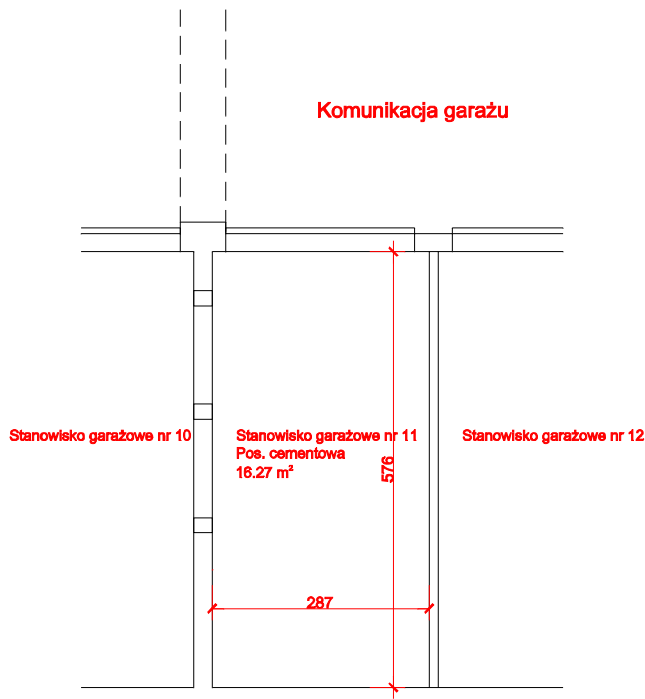 Komunikacja garażu
Stanowisko garażowe nr 10
Stanowisko garażowe nr 11
Pos. cementowa
16.27 m²
Stanowisko garażowe nr 12
576
287